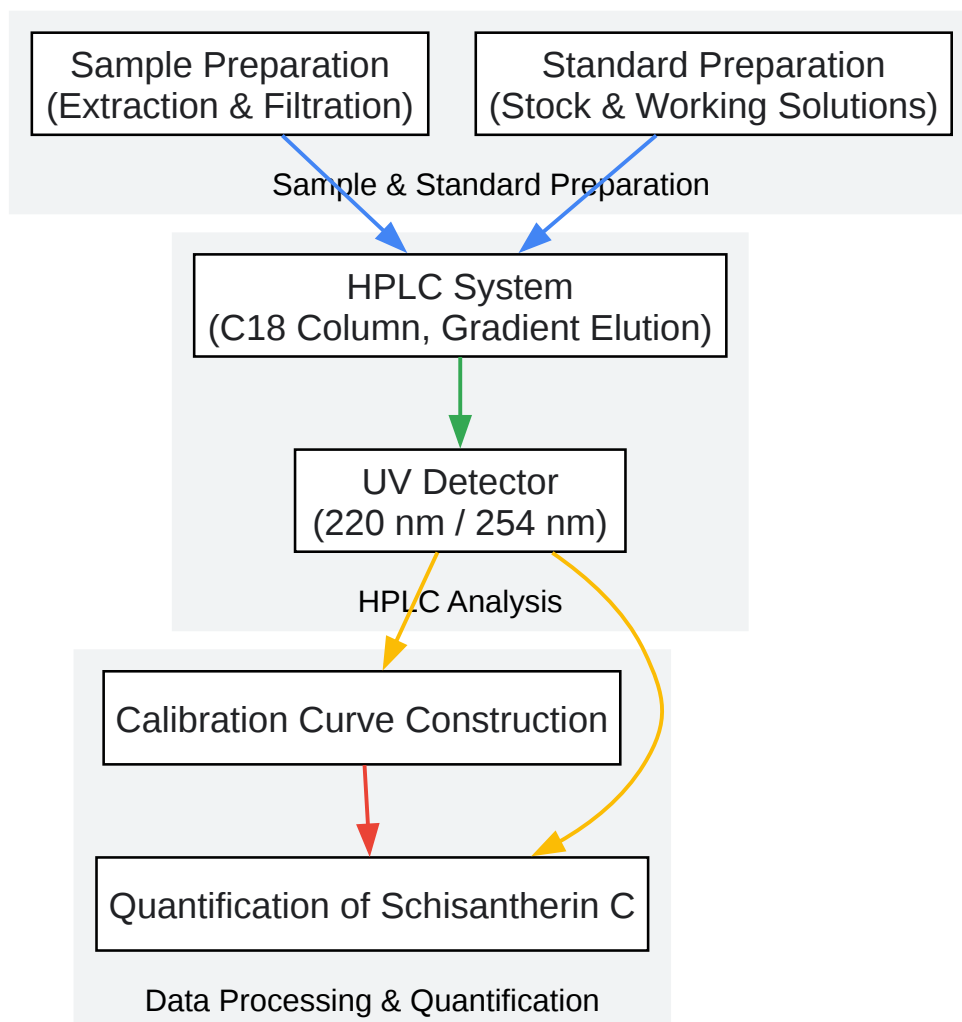 Sample Preparation
(Extraction & Filtration)
Standard Preparation
(Stock & Working Solutions)
Sample & Standard Preparation
HPLC System
(C18 Column, Gradient Elution)
UV Detector
(220 nm / 254 nm)
HPLC Analysis
Calibration Curve Construction
Quantification of Schisantherin C
Data Processing & Quantification